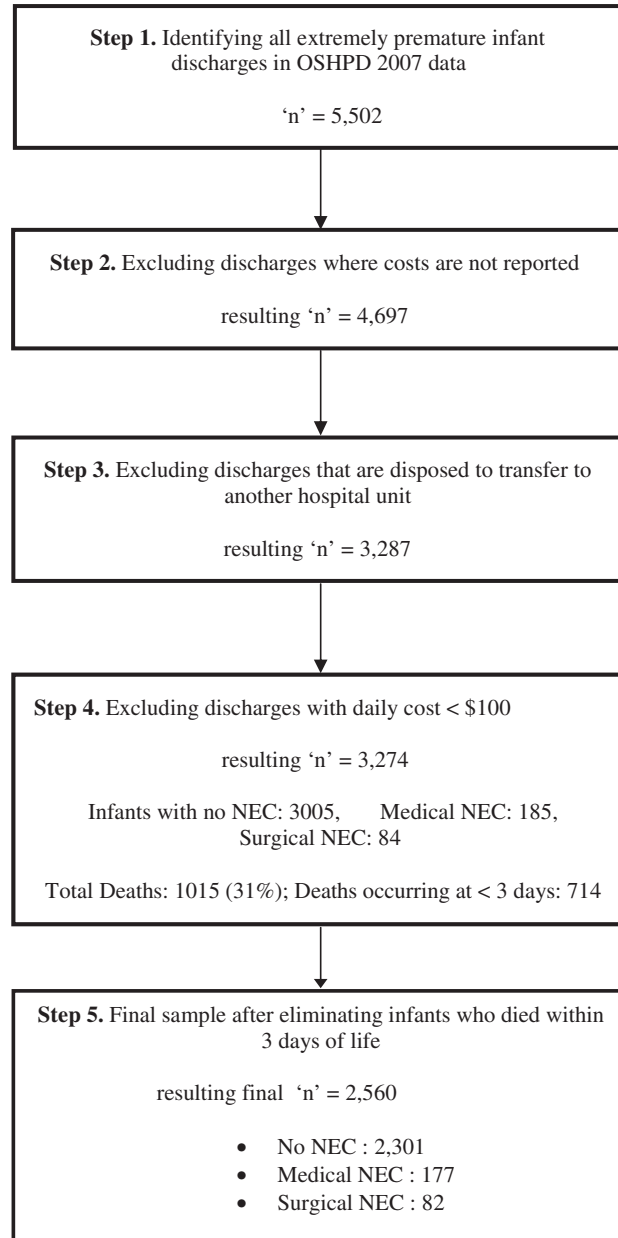 Step 1. Identifying all extremely premature infant
discharges in OSHPD 2007 data
‘n’ = 5,502
Step 2. Excluding discharges where costs are not reported
resulting ‘n’ = 4,697
Step 3. Excluding discharges that are disposed to transfer to
another hospital unit
resulting ‘n’ = 3,287
Step 4. Excluding discharges with daily cost < $100
resulting ‘n’ = 3,274
Infants with no NEC: 3005, Medical NEC: 185,
Surgical NEC: 84
Total Deaths: 1015 (31%); Deaths occurring at < 3 days: 714
Step 5. Final sample after eliminating infants who died within
3 days of life
resulting final ‘n’ = 2,560
• No NEC : 2,301
• Medical NEC : 177
• Surgical NEC : 82